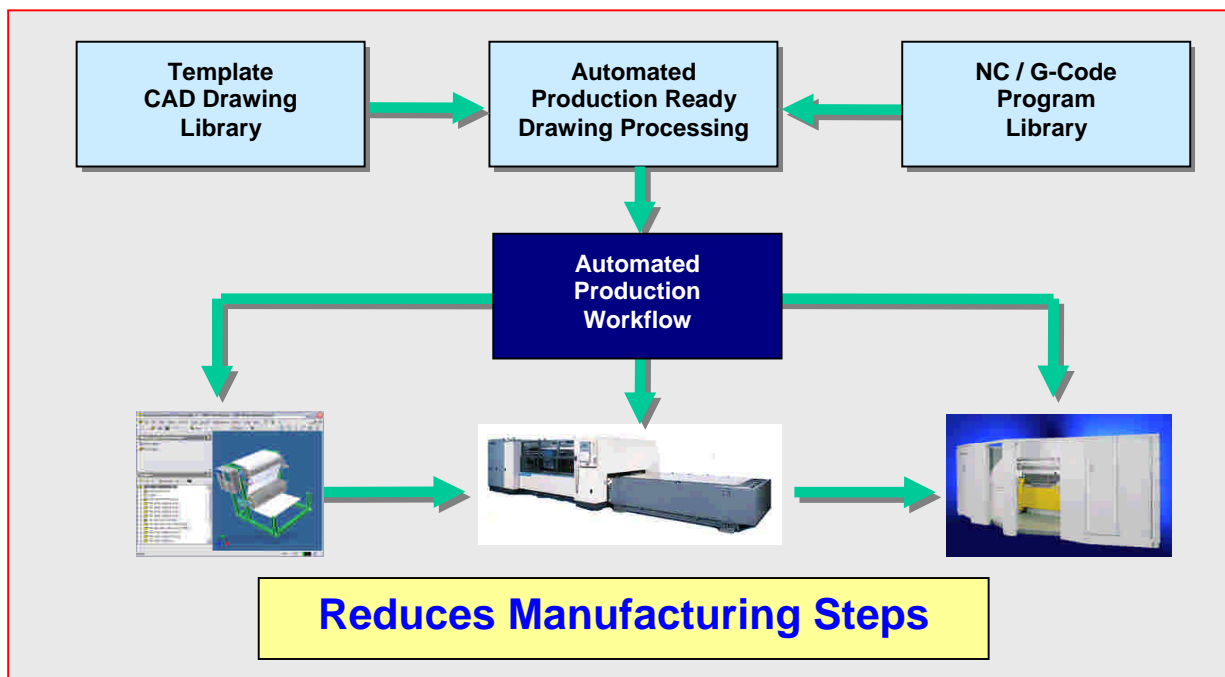 Template
CAD Drawing
Library
Automated
Production Ready
Drawing Processing
NC / G-Code
Program
Library
Automated
Production
Workflow
Reduces Manufacturing Steps